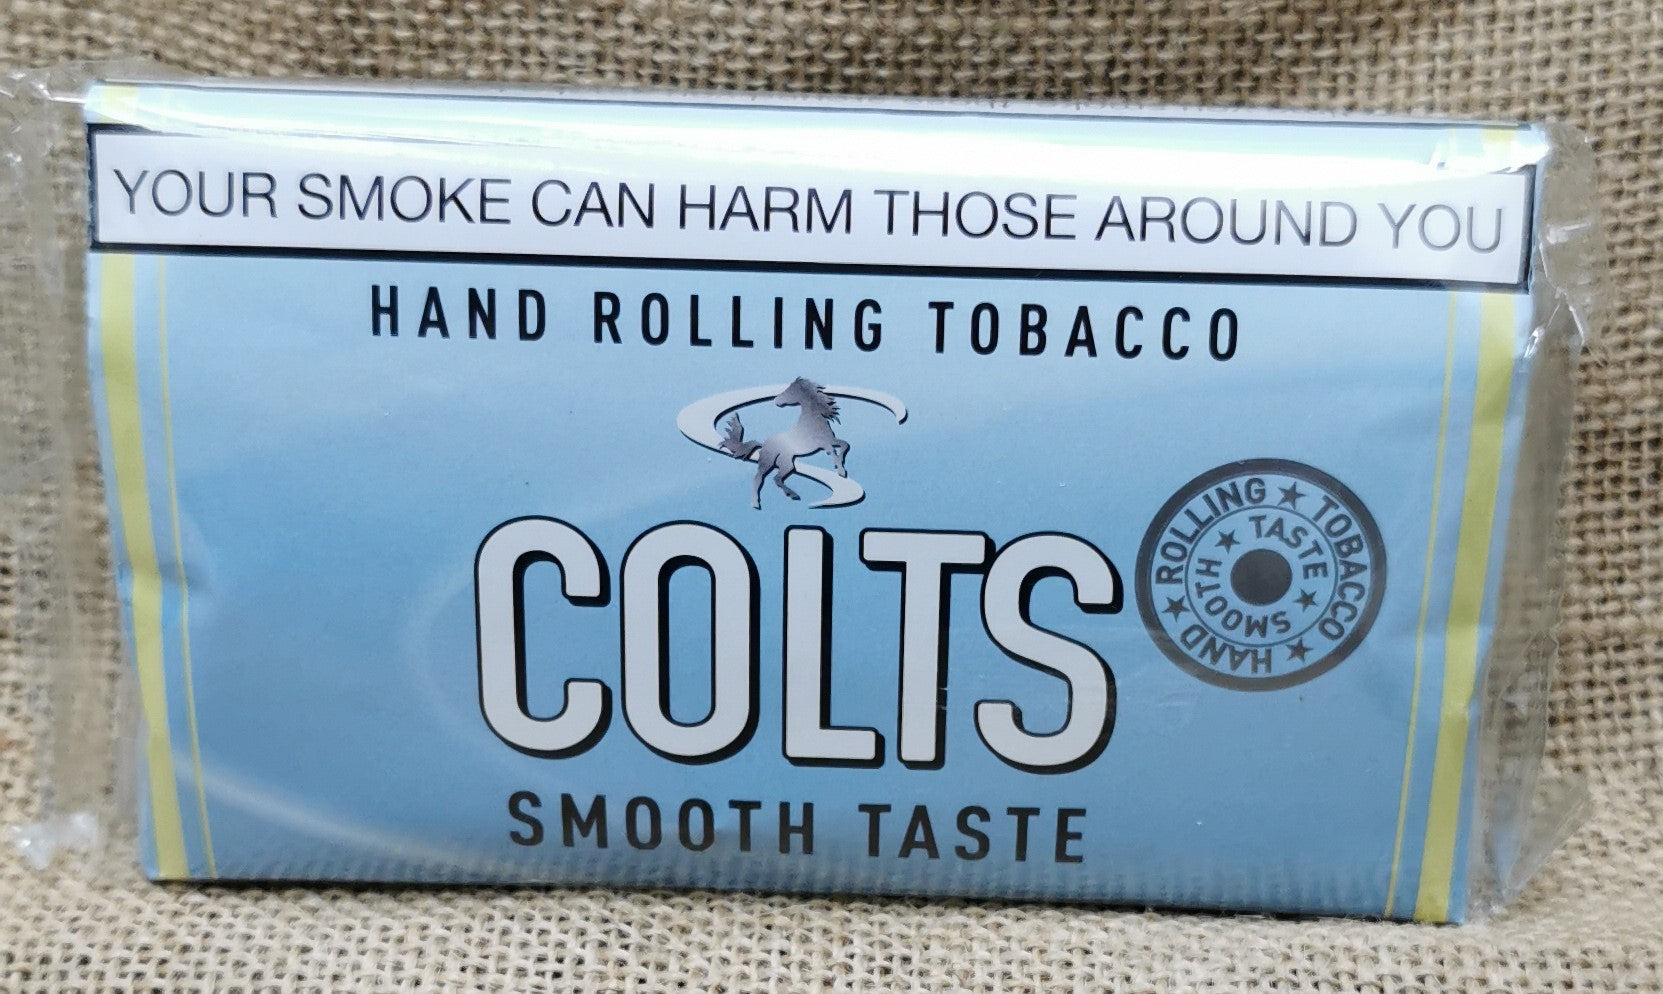 YOUR SMOKE CAN HARM THOSE AROUND YOU
HAND ROLLING TOBACCO
COLTS
HAND ★ ROLLING ★ TOBACCO ★
SMOOTH ★ TASTE ★
SMOOTH TASTE